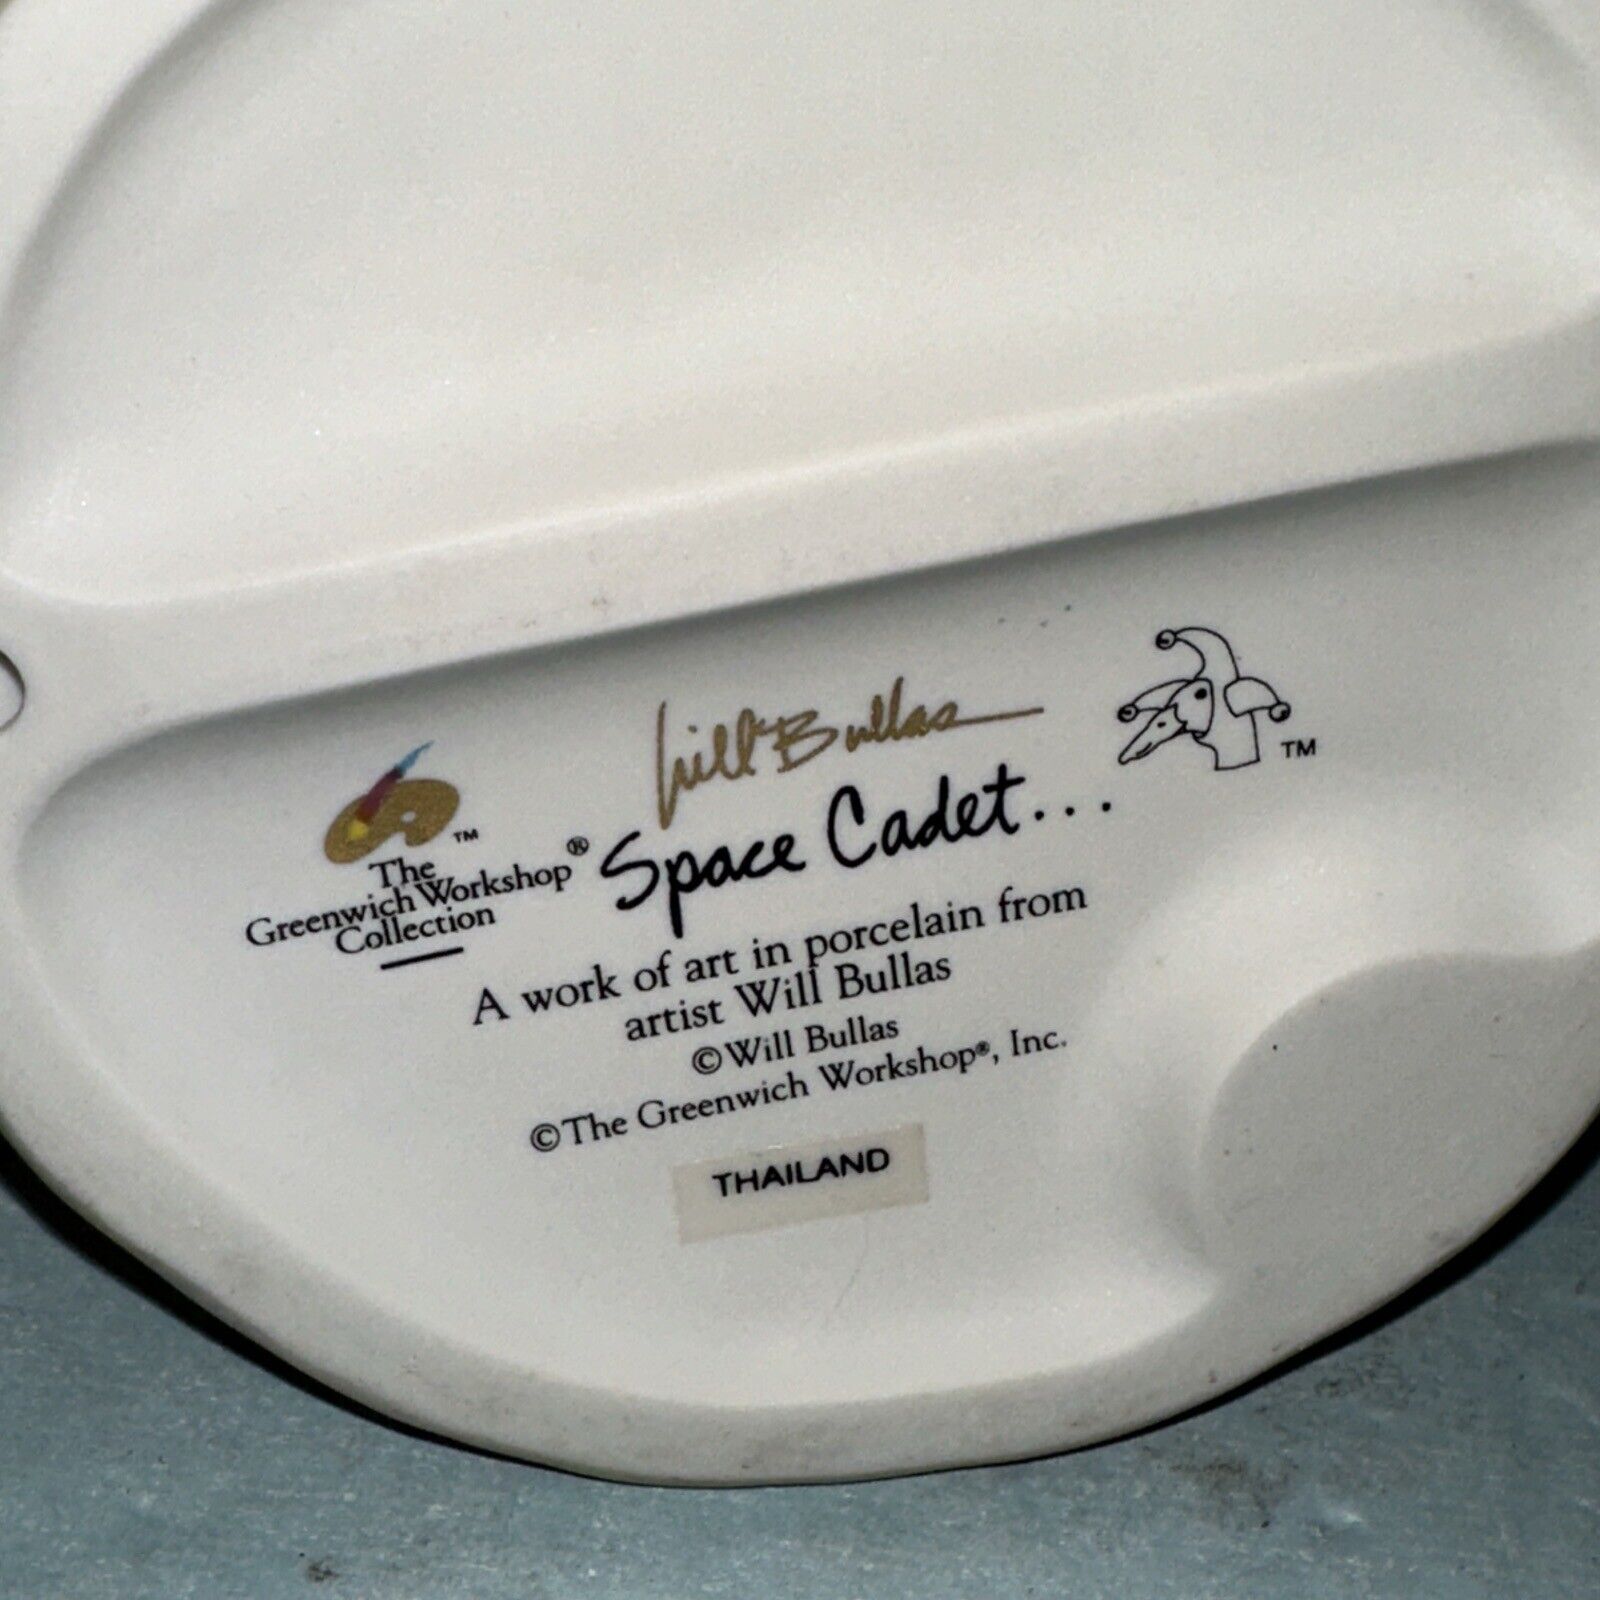 Will Bullas
TM
Space Cadet...
TM
The
Greenwich Workshop®
Collection
A work of art in porcelain from
artist Will Bullas
©Will Bullas
©The Greenwich Workshop®, Inc.
THAILAND